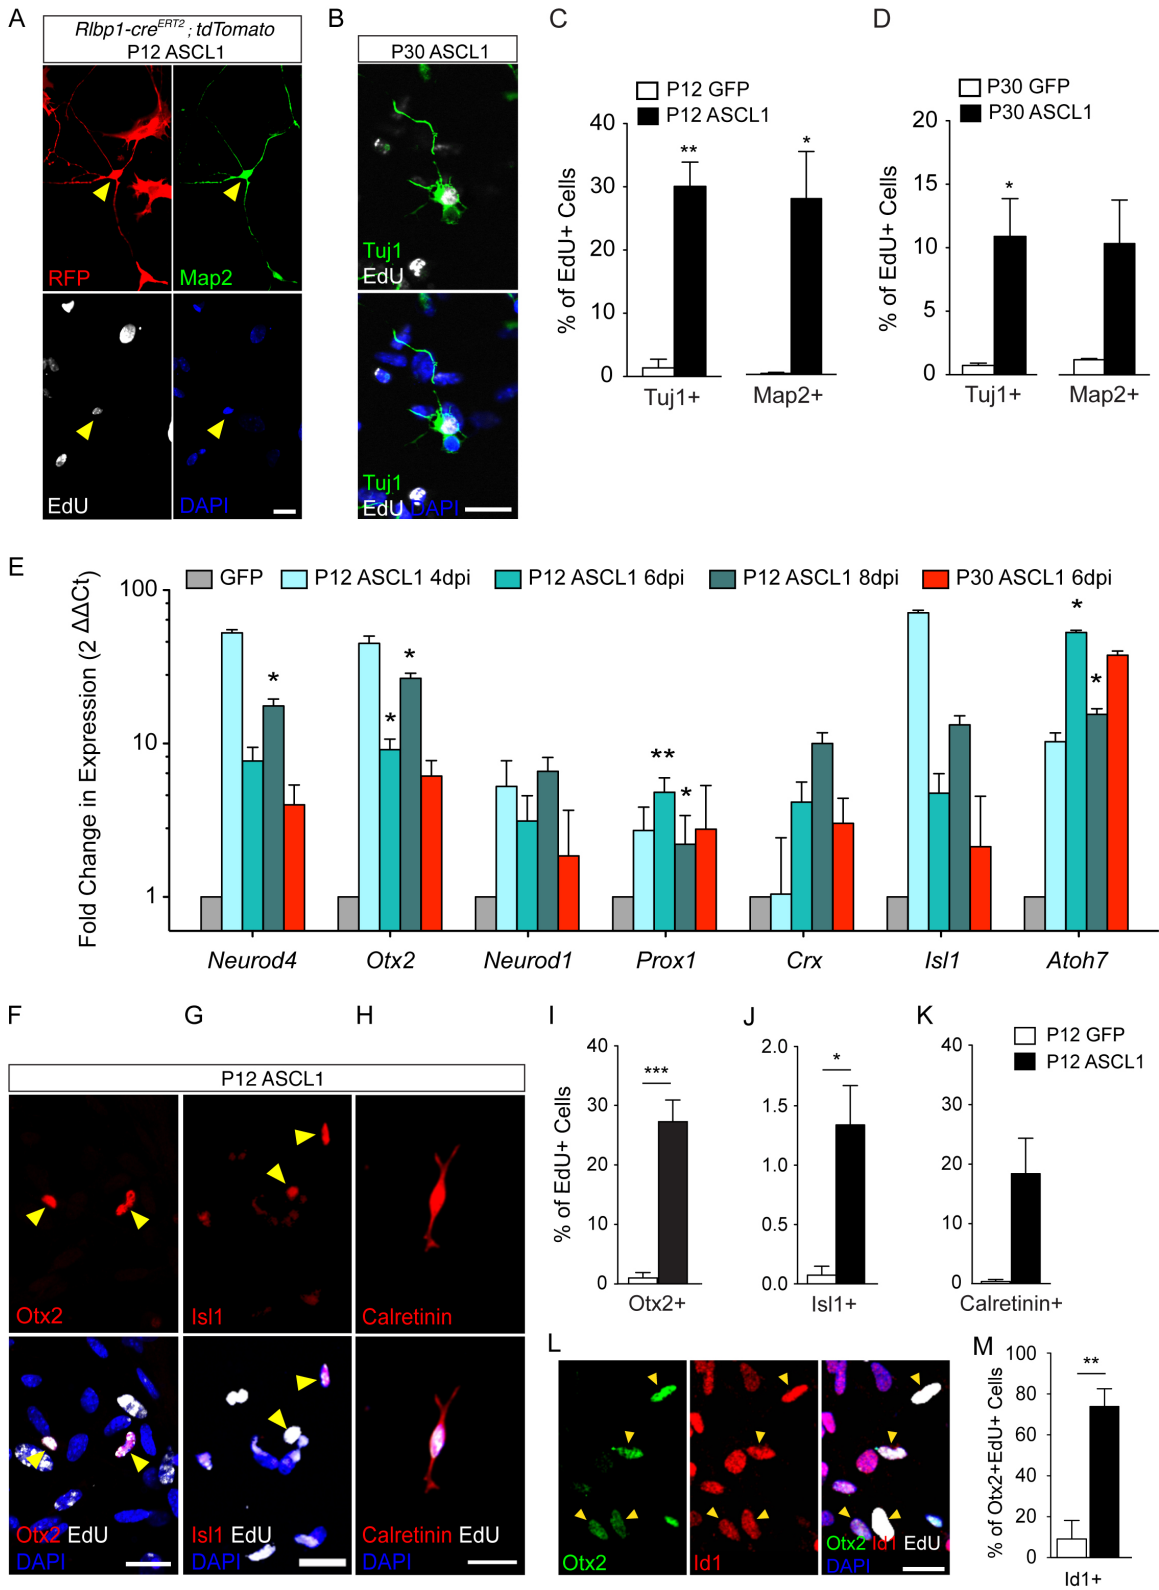 A
Rlbp1-creERT2 ; tdTomato
P12 ASCL1
RFP
Map2
EdU
DAPI
B
P30 ASCL1
Tuj1
EdU
Tuj1
EdU DAPI
C
P12 GFP
P12 ASCL1
% of EdU+ Cells
40
30
20
10
0
**
*
Tuj1+
Map2+
D
P30 GFP
P30 ASCL1
% of EdU+ Cells
20
15
10
5
0
*
Tuj1+
Map2+
E
GFP
P12 ASCL1 4dpi
P12 ASCL1 6dpi
P12 ASCL1 8dpi
P30 ASCL1 6dpi
Fold Change in Expression (2 ΔΔCt)
100
10
1
*
*
*
**
*
*
*
Neurod4
Otx2
Neurod1
Prox1
Crx
Isl1
Atoh7
F
G
H
P12 ASCL1
Otx2
Isl1
Calretinin
Otx2 EdU
DAPI
Isl1 EdU
DAPI
Calretinin EdU
DAPI
I
% of EdU+ Cells
40
30
20
10
0
***
Otx2+
J
2.0
1.5
1.0
0.5
0.0
*
Isl1+
K
P12 GFP
P12 ASCL1
40
30
20
10
0
Calretinin+
L
Otx2
Id1
Otx2 Id1 EdU
DAPI
M
% of Otx2+EdU+ Cells
100
80
60
40
20
0
**
Id1+